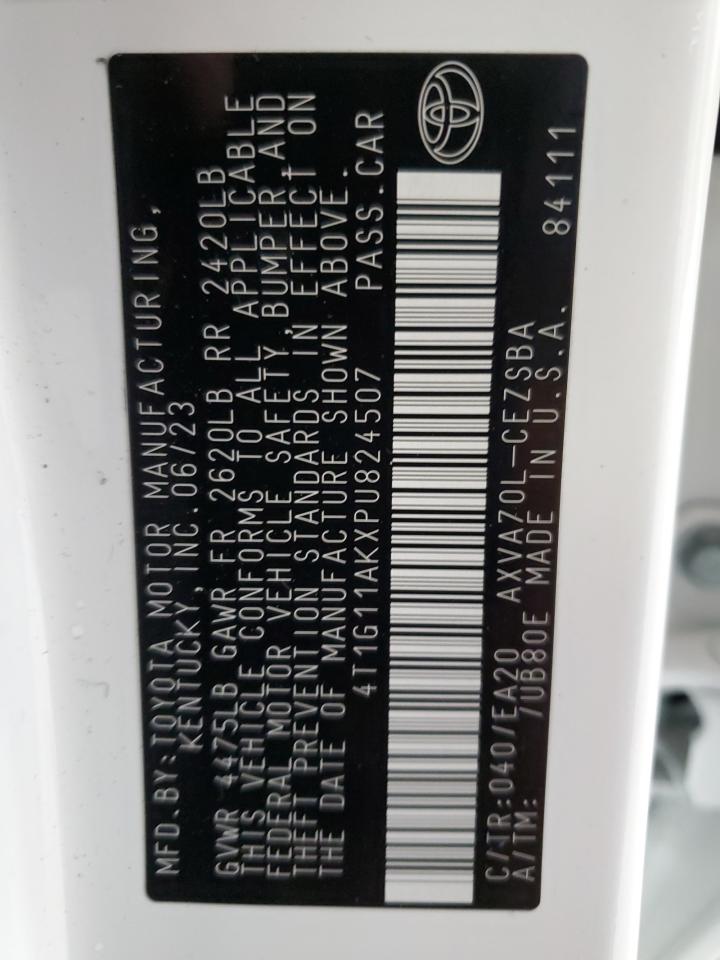 MFD.BY:TOYOTA MOTOR MANUFACTURING,
KENTUCKY, INC.06/23
GVWR 4475LB GAWR FR 2620LB RR 2420LB
THIS VEHICLE CONFORMS TO ALL APPLICABLE
FEDERAL MOTOR VEHICLE SAFETY,BUMPER,AND
THEFT PREVENTION STANDARDS IN EFFECT ON
THE DATE OF MANUFACTURE SHOWN ABOVE.
4T1G11AKXPU824507 PASS.CAR
C/TR:040/EA20 AXVA70L-CEZSBA 84111
A/TM: /UB80E MADE IN U.S.A.